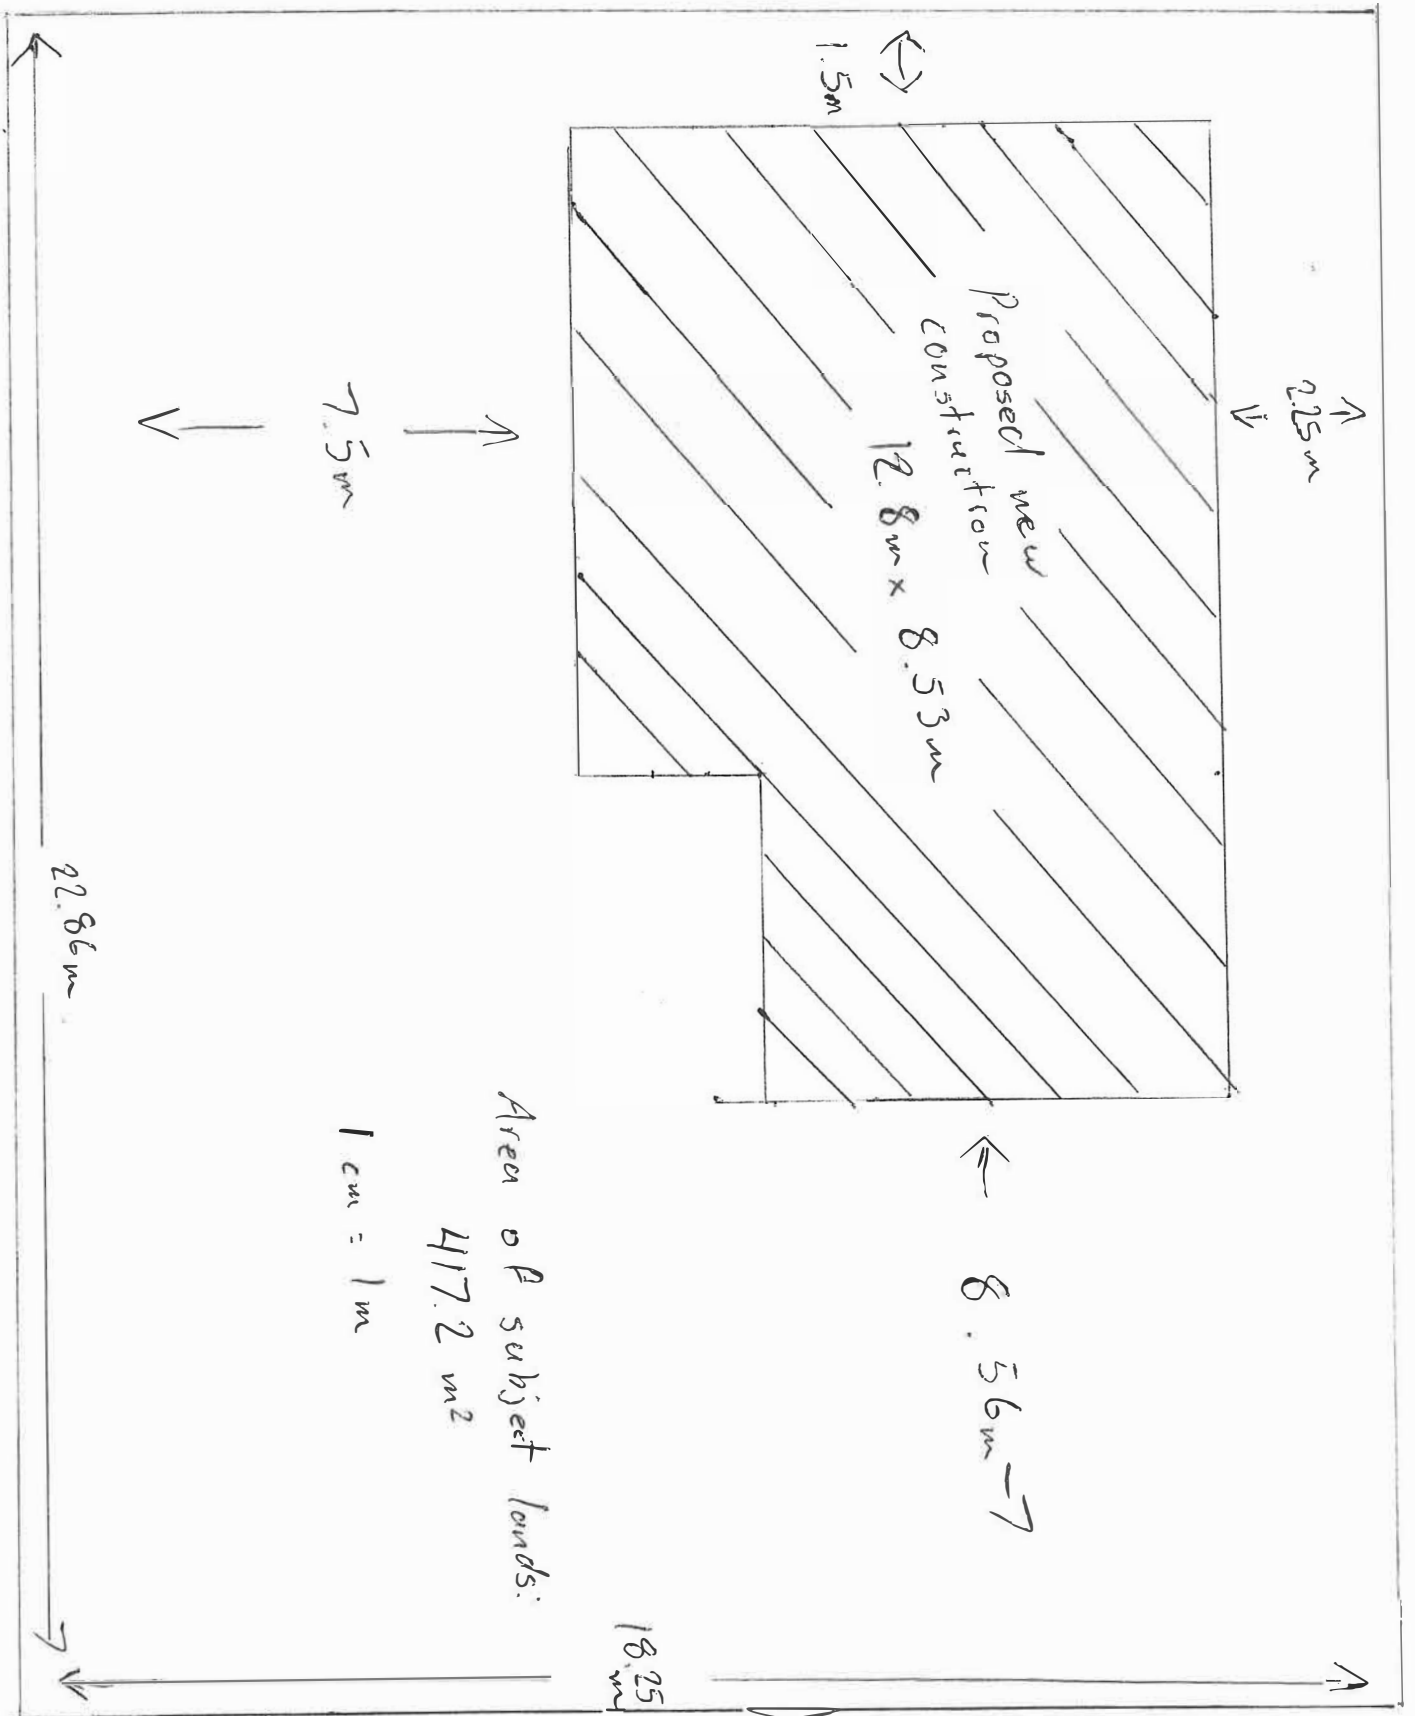 2.25m
1.5m
Proposed new
construction
12.8m x 8.53m
8.56m
7.5m
18.25
m
Area of subject lands:
417.2 m²
1 cm = 1 m
22.86m